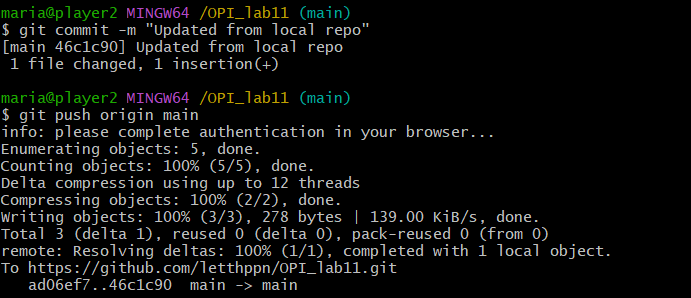 maria@player2 MINGW64 /OPI_lab11 (main)
$ git commit -m "Updated from local repo"
[main 46c1c90] Updated from local repo
 1 file changed, 1 insertion(+)

maria@player2 MINGW64 /OPI_lab11 (main)
$ git push origin main
info: please complete authentication in your browser...
Enumerating objects: 5, done.
Counting objects: 100% (5/5), done.
Delta compression using up to 12 threads
Compressing objects: 100% (2/2), done.
Writing objects: 100% (3/3), 278 bytes | 139.00 KiB/s, done.
Total 3 (delta 1), reused 0 (delta 0), pack-reused 0 (from 0)
remote: Resolving deltas: 100% (1/1), completed with 1 local object.
To https://github.com/letthppn/OPI_lab11.git
   ad06ef7..46c1c90  main -> main